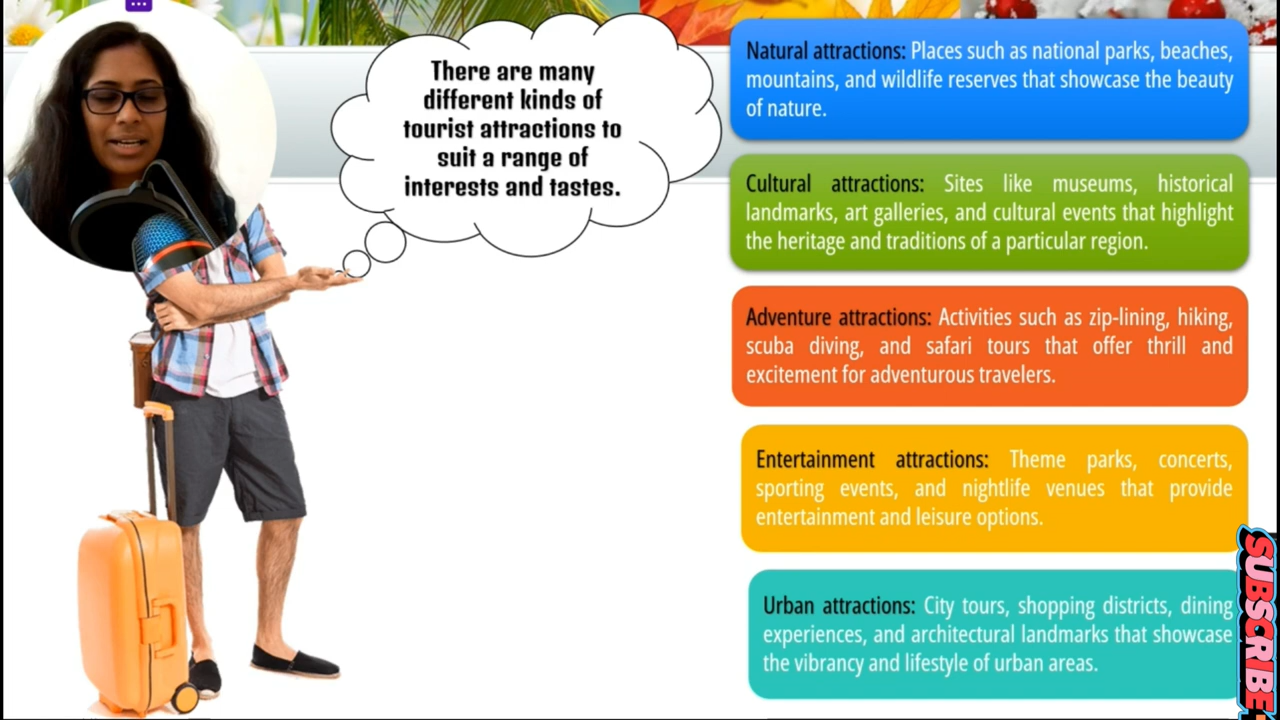 There are many
different kinds of
tourist attractions to
suit a range of
interests and tastes.
Natural attractions: Places such as national parks, beaches,
mountains, and wildlife reserves that showcase the beauty
of nature.
Cultural attractions: Sites like museums, historical
landmarks, art galleries, and cultural events that highlight
the heritage and traditions of a particular region.
Adventure attractions: Activities such as zip-lining, hiking,
scuba diving, and safari tours that offer thrill and
excitement for adventurous travelers.
Entertainment attractions: Theme parks, concerts,
sporting events, and nightlife venues that provide
entertainment and leisure options.
Urban attractions: City tours, shopping districts, dining
experiences, and architectural landmarks that showcase
the vibrancy and lifestyle of urban areas.
SUBSCRIBE